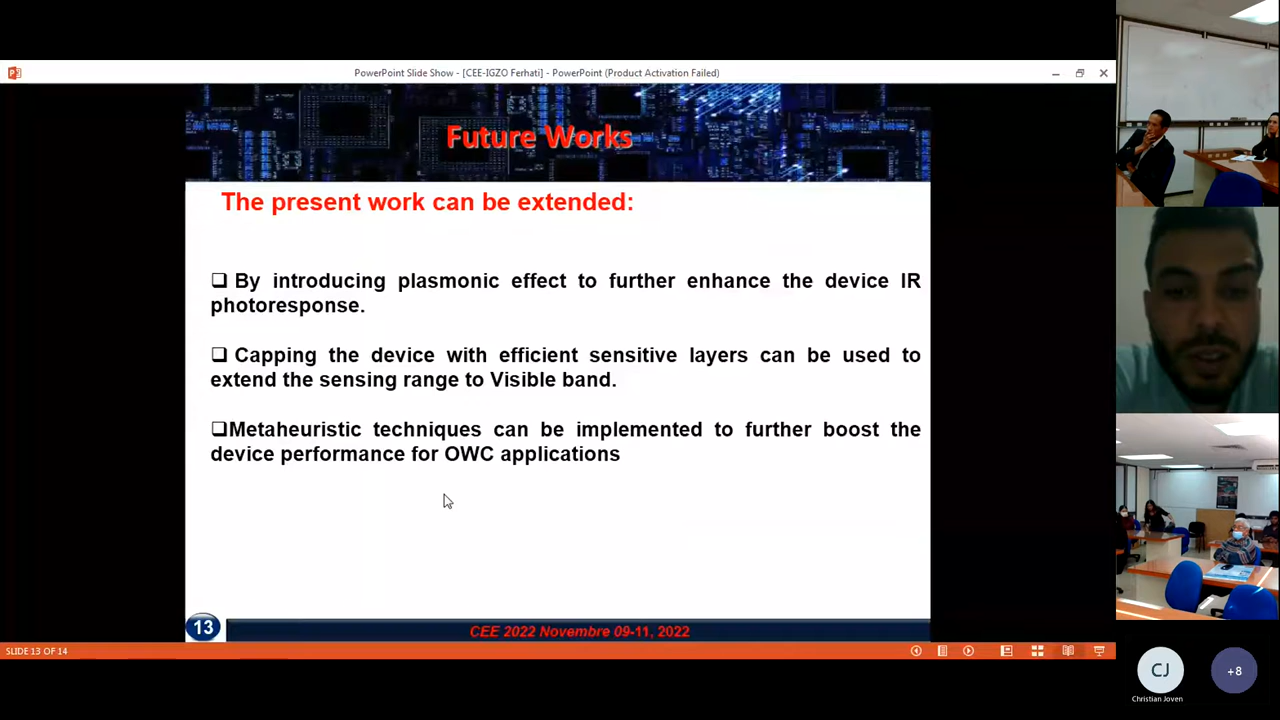 PowerPoint Slide Show - [CEE-IGZO Ferhati] - PowerPoint (Product Activation Failed)
Future Works
The present work can be extended:
❑ By introducing plasmonic effect to further enhance the device IR
photoresponse.
❑ Capping the device with efficient sensitive layers can be used to
extend the sensing range to Visible band.
❑Metaheuristic techniques can be implemented to further boost the
device performance for OWC applications
13
CEE 2022 Novembre 09-11, 2022
SLIDE 13 OF 14
CJ
+8
Christian Joven